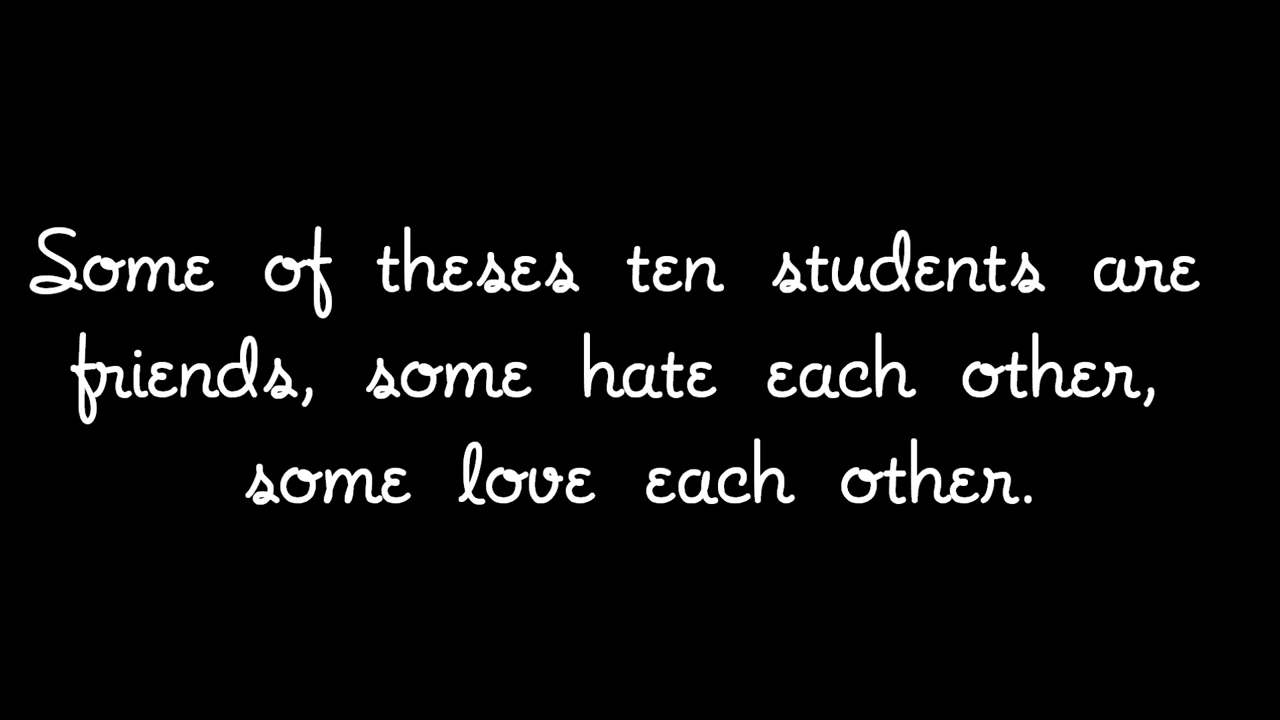 Some of theses ten students are
friends, some hate each other,
some love each other.